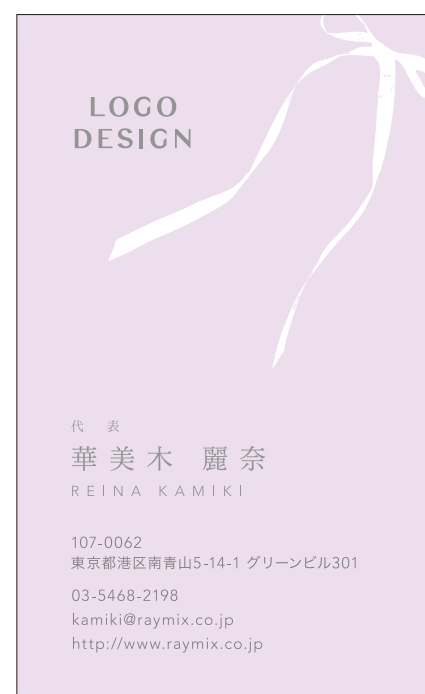 LOGO
DESIGN
代 表
華美木 麗奈
REINA KAMIKI
107-0062
東京都港区南青山5-14-1 グリーンビル301
03-5468-2198
kamiki@raymix.co.jp
http://www.raymix.co.jp